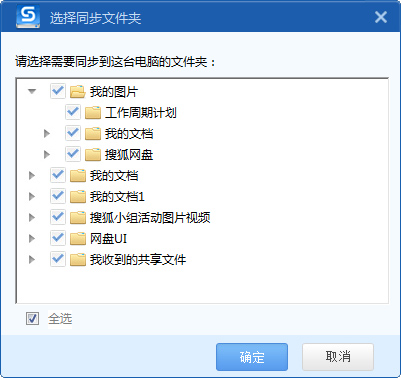 选择同步文件夹
请选择需要同步到这台电脑的文件夹：
我的图片
工作周期计划
我的文档
搜狐网盘
我的文档
我的文档1
搜狐小组活动图片视频
网盘UI
我收到的共享文件
全选
确定
取消